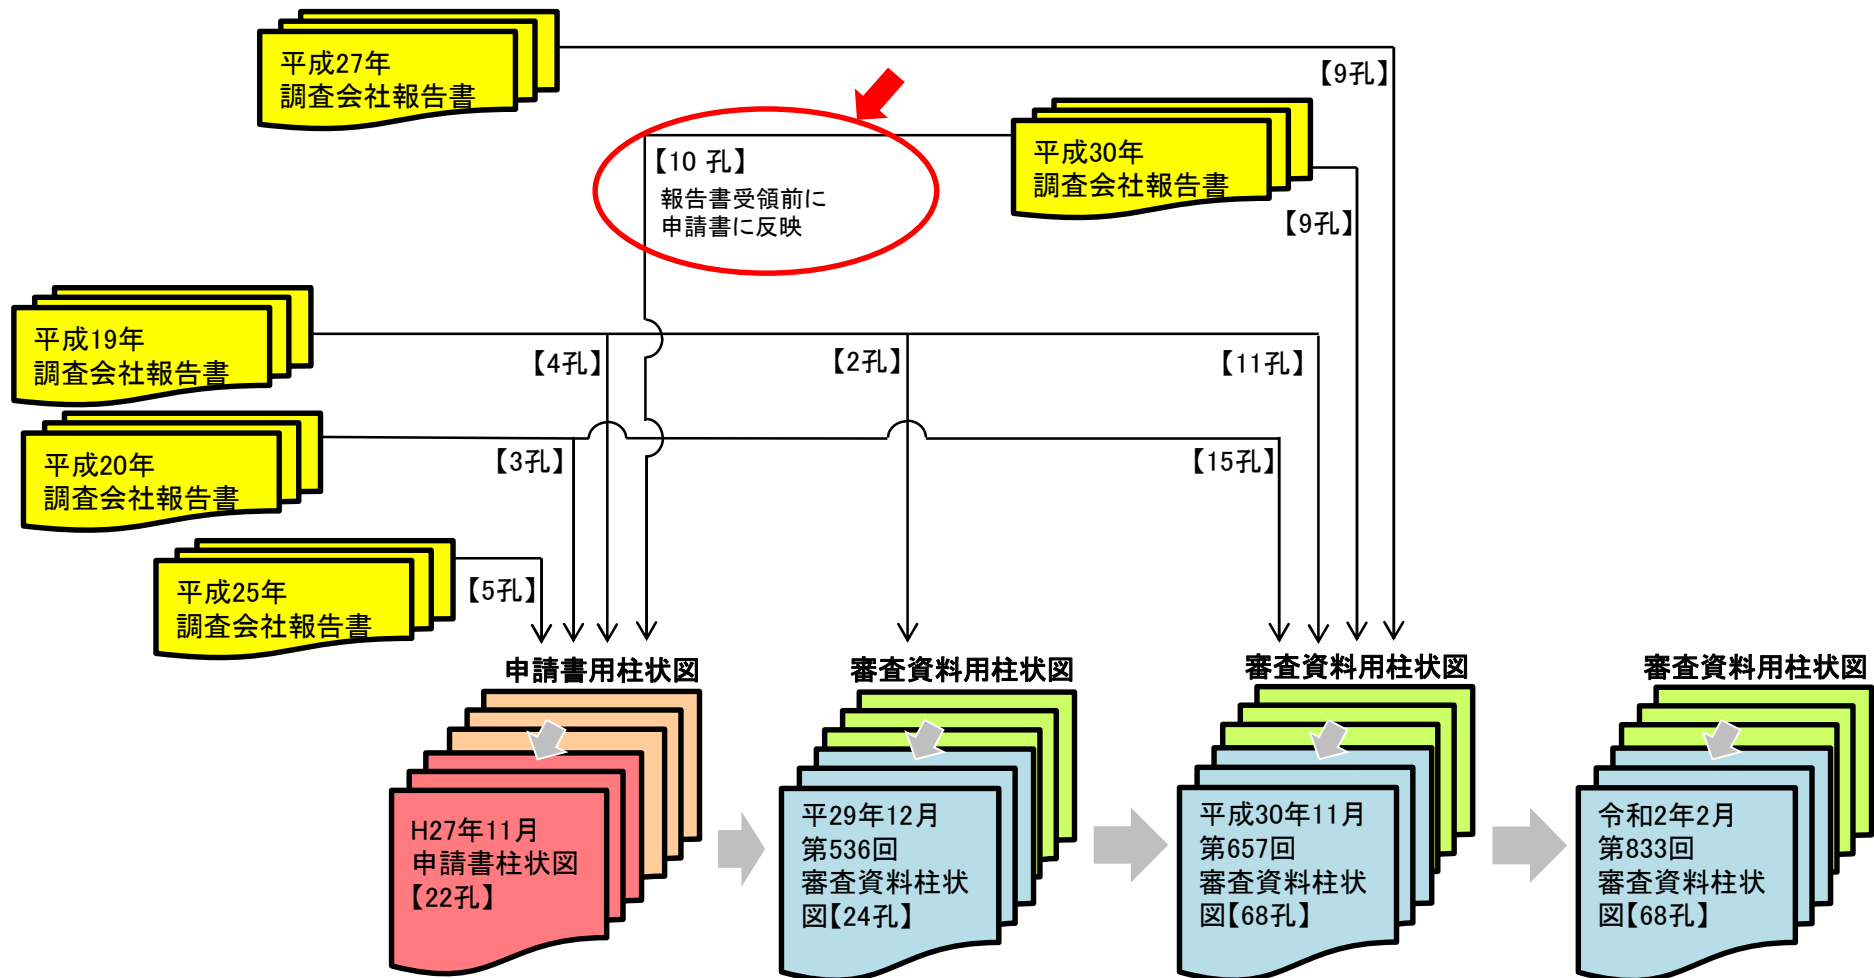 平成27年
調査会社報告書
【9孔】
平成30年
調査会社報告書
【10 孔】
報告書受領前に
申請書に反映
【9孔】
平成19年
調査会社報告書
【4孔】
【2孔】
【11孔】
平成20年
調査会社報告書
【3孔】
【15孔】
平成25年
調査会社報告書
【5孔】
申請書用柱状図
審査資料用柱状図
審査資料用柱状図
審査資料用柱状図
H27年11月
申請書柱状図
【22孔】
平29年12月
第536回
審査資料柱状
図【24孔】
平成30年11月
第657回
審査資料柱状
図【68孔】
令和2年2月
第833回
審査資料柱状
図【68孔】